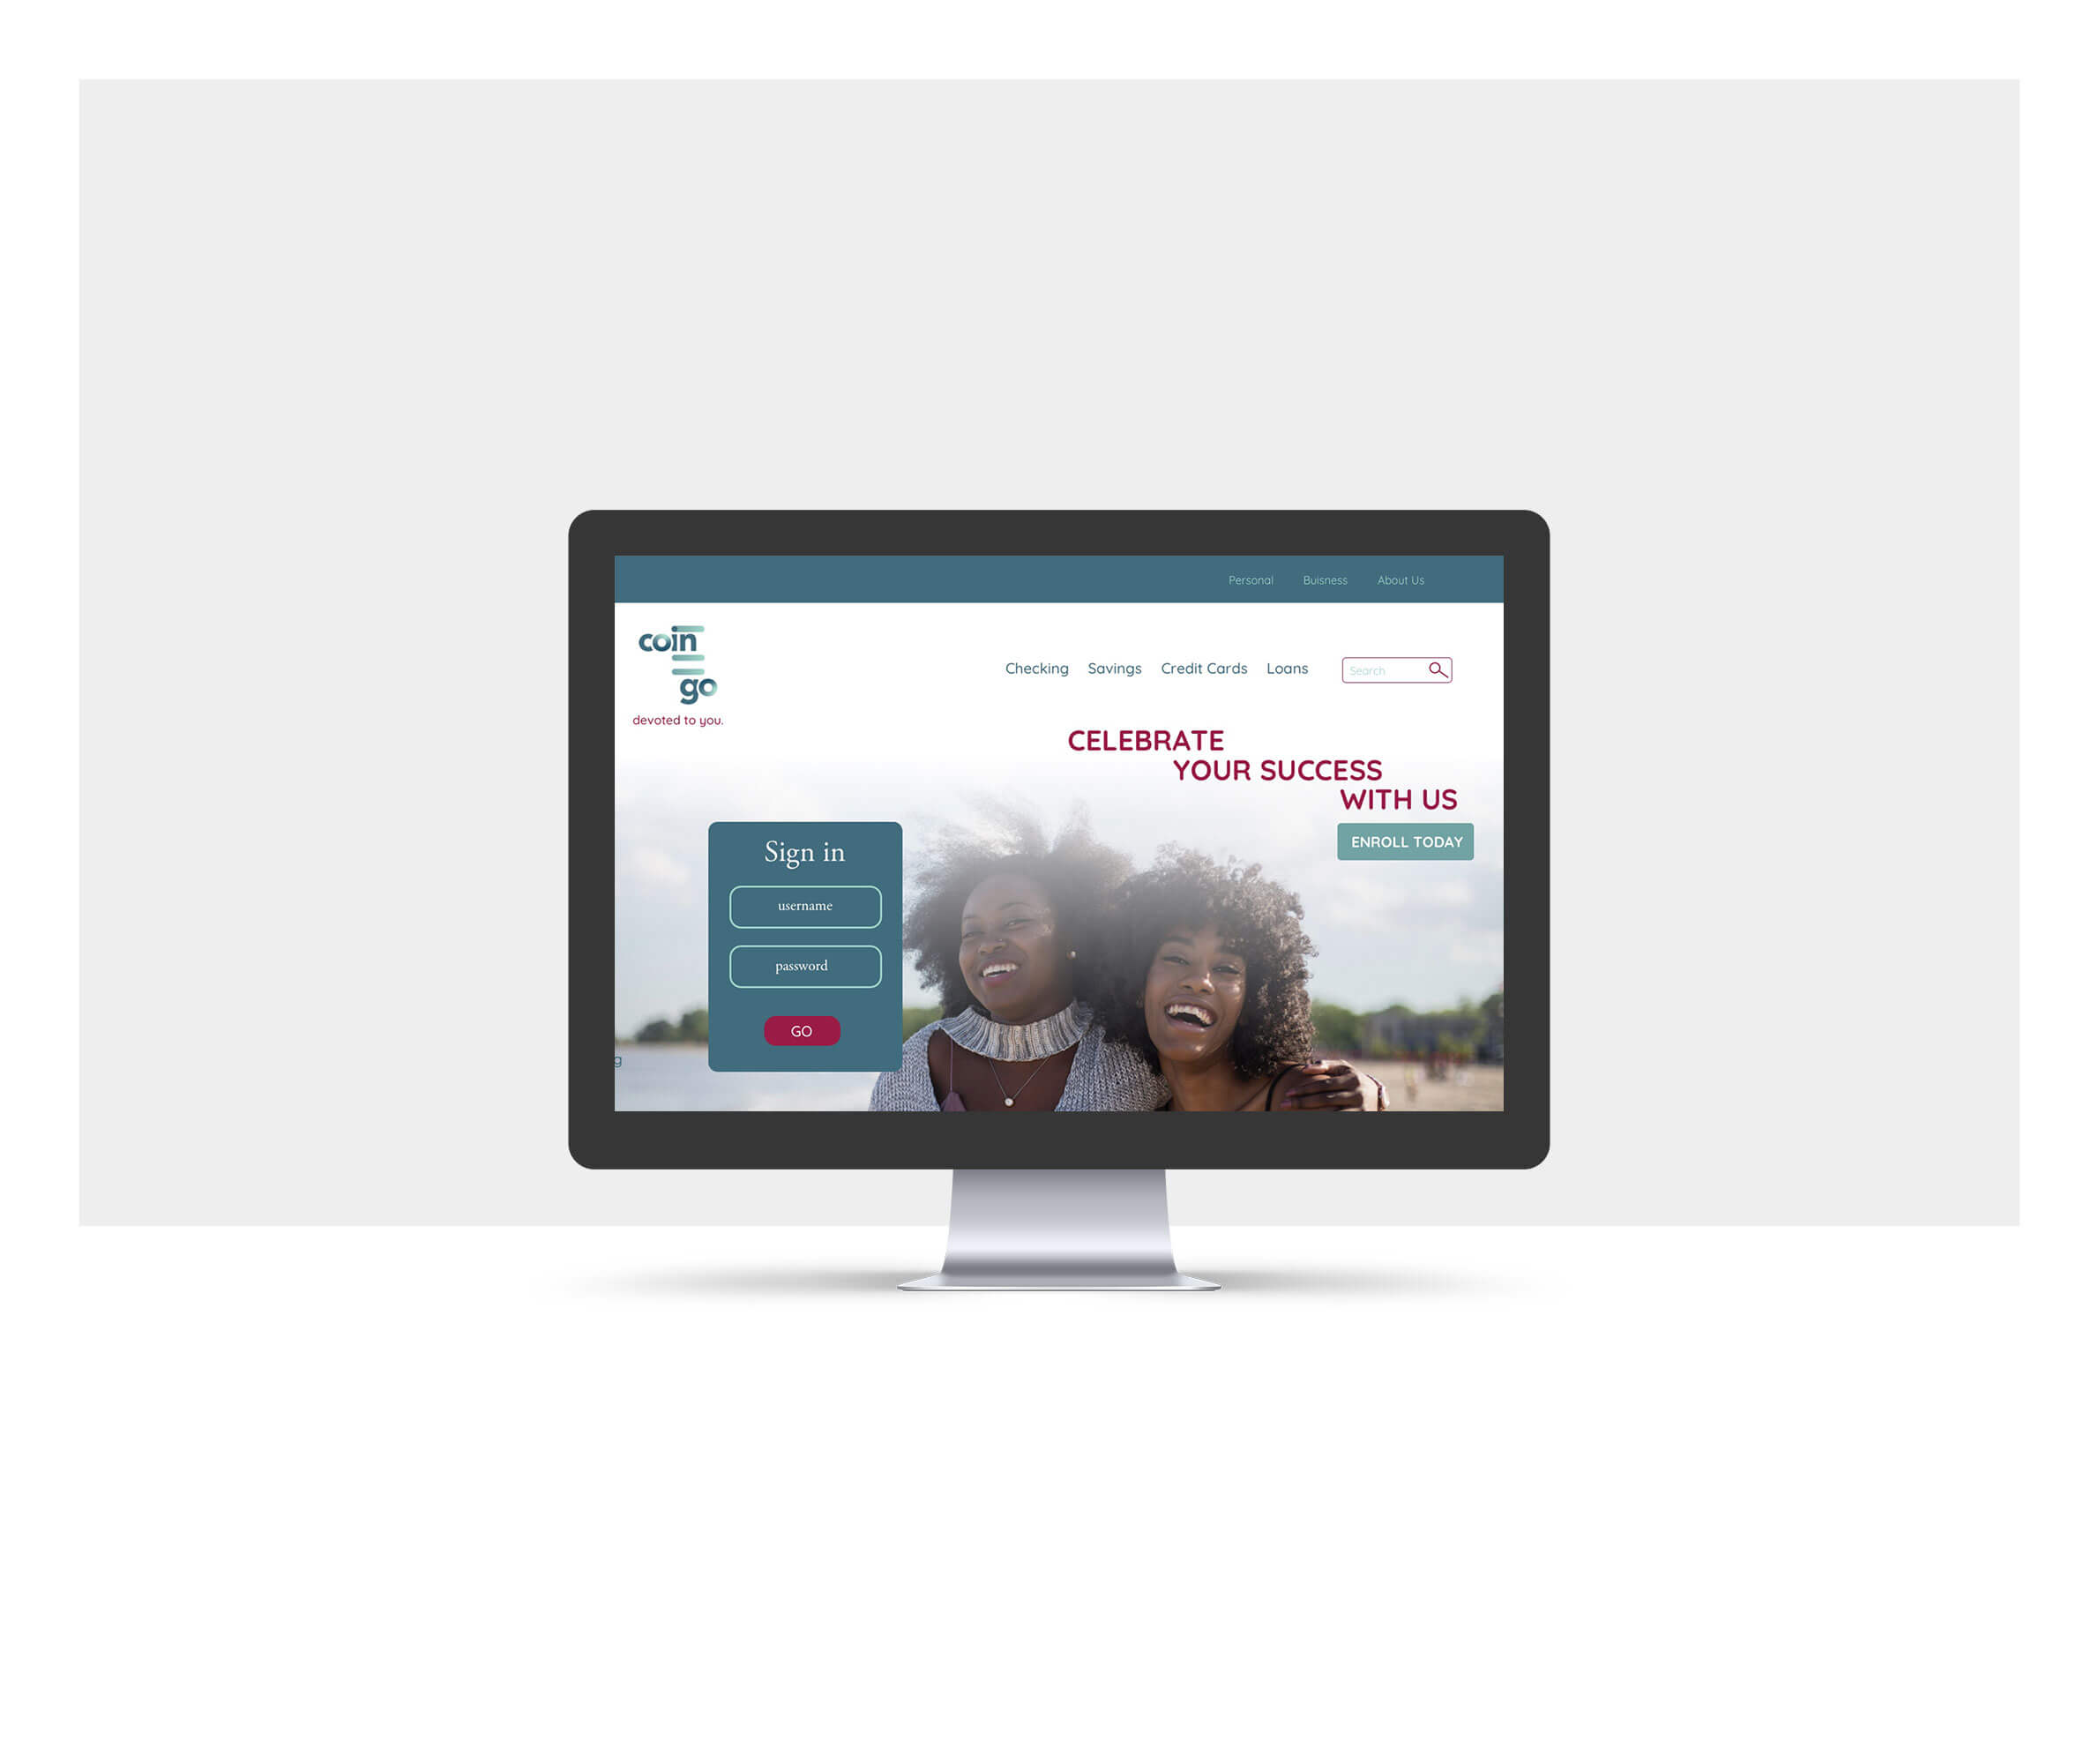 Personal Buisness About Us
coin
go
devoted to you.
Checking Savings Credit Cards Loans Search
CELEBRATE
YOUR SUCCESS
WITH US
ENROLL TODAY
Sign in
username
password
GO
g